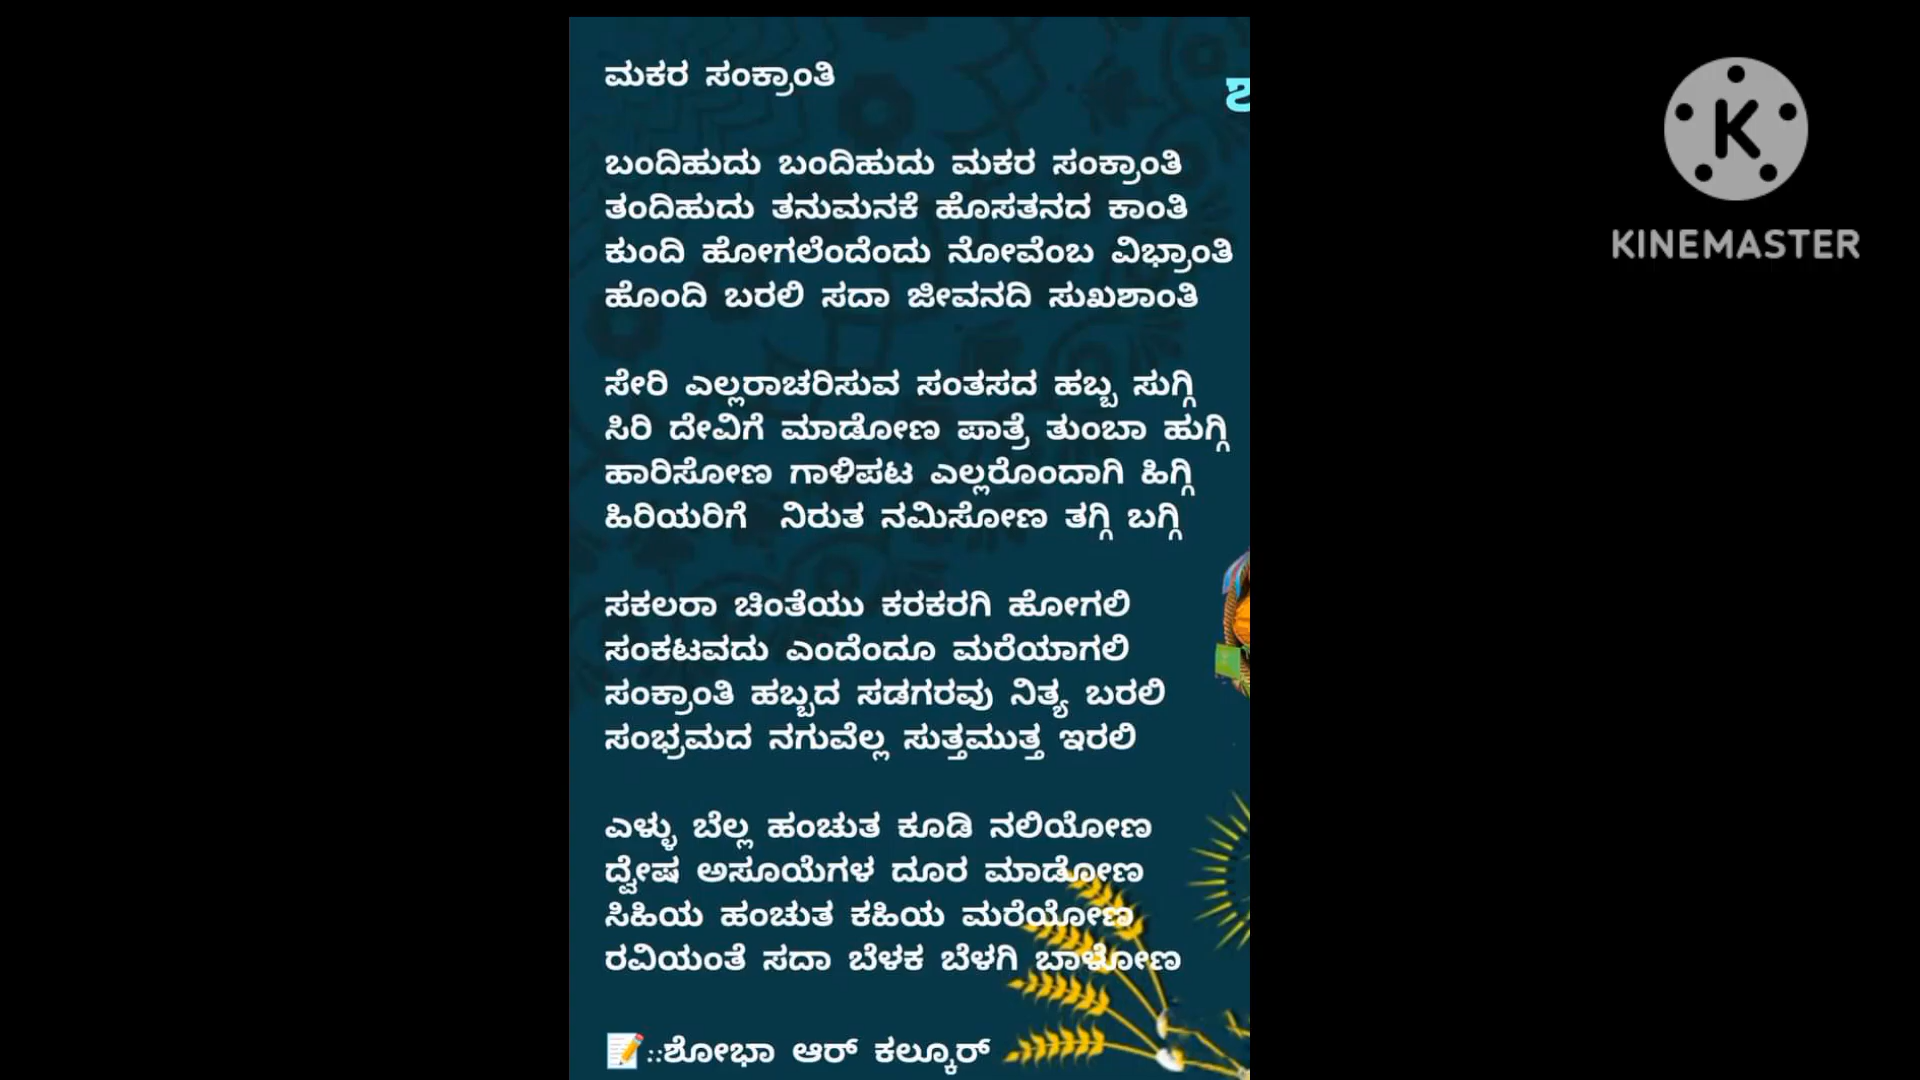 ಮಕರ ಸಂಕ್ರಾಂತಿ
ಬಂದಿಹುದು ಬಂದಿಹುದು ಮಕರ ಸಂಕ್ರಾಂತಿ
ತಂದಿಹುದು ತನುಮನಕೆ ಹೊಸತನದ ಕಾಂತಿ
ಕುಂದಿ ಹೋಗಲೆಂದೆಂದು ನೋವೆಂಬ ವಿಭ್ರಾಂತಿ
ಹೊಂದಿ ಬರಲಿ ಸದಾ ಜೀವನದಿ ಸುಖಶಾಂತಿ
ಸೇರಿ ಎಲ್ಲರಾಚರಿಸುವ ಸಂತಸದ ಹಬ್ಬ ಸುಗ್ಗಿ
ಸಿರಿ ದೇವಿಗೆ ಮಾಡೋಣ ಪಾತ್ರೆ ತುಂಬಾ ಹುಗ್ಗಿ
ಹಾರಿಸೋಣ ಗಾಳಿಪಟ ಎಲ್ಲರೊಂದಾಗಿ ಹಿಗ್ಗಿ
ಹಿರಿಯರಿಗೆ ನಿರುತ ನಮಿಸೋಣ ತಗ್ಗಿ ಬಗ್ಗಿ
ಸಕಲರಾ ಚಿಂತೆಯು ಕರಕರಗಿ ಹೋಗಲಿ
ಸಂಕಟವದು ಎಂದೆಂದೂ ಮರೆಯಾಗಲಿ
ಸಂಕ್ರಾಂತಿ ಹಬ್ಬದ ಸಡಗರವು ನಿತ್ಯ ಬರಲಿ
ಸಂಭ್ರಮದ ನಗುವೆಲ್ಲ ಸುತ್ತಮುತ್ತ ಇರಲಿ
ಎಳ್ಳು ಬೆಲ್ಲ ಹಂಚುತ ಕೂಡಿ ನಲಿಯೋಣ
ದ್ವೇಷ ಅಸೂಯೆಗಳ ದೂರ ಮಾಡೋಣ
ಸಿಹಿಯ ಹಂಚುತ ಕಹಿಯ ಮರೆಯೋಣ
ರವಿಯಂತೆ ಸದಾ ಬೆಳಕ ಬೆಳಗಿ ಬಾಳೋಣ
📝::ಶೋಭಾ ಆರ್ ಕಲ್ಕೂರ್
KINEMASTER